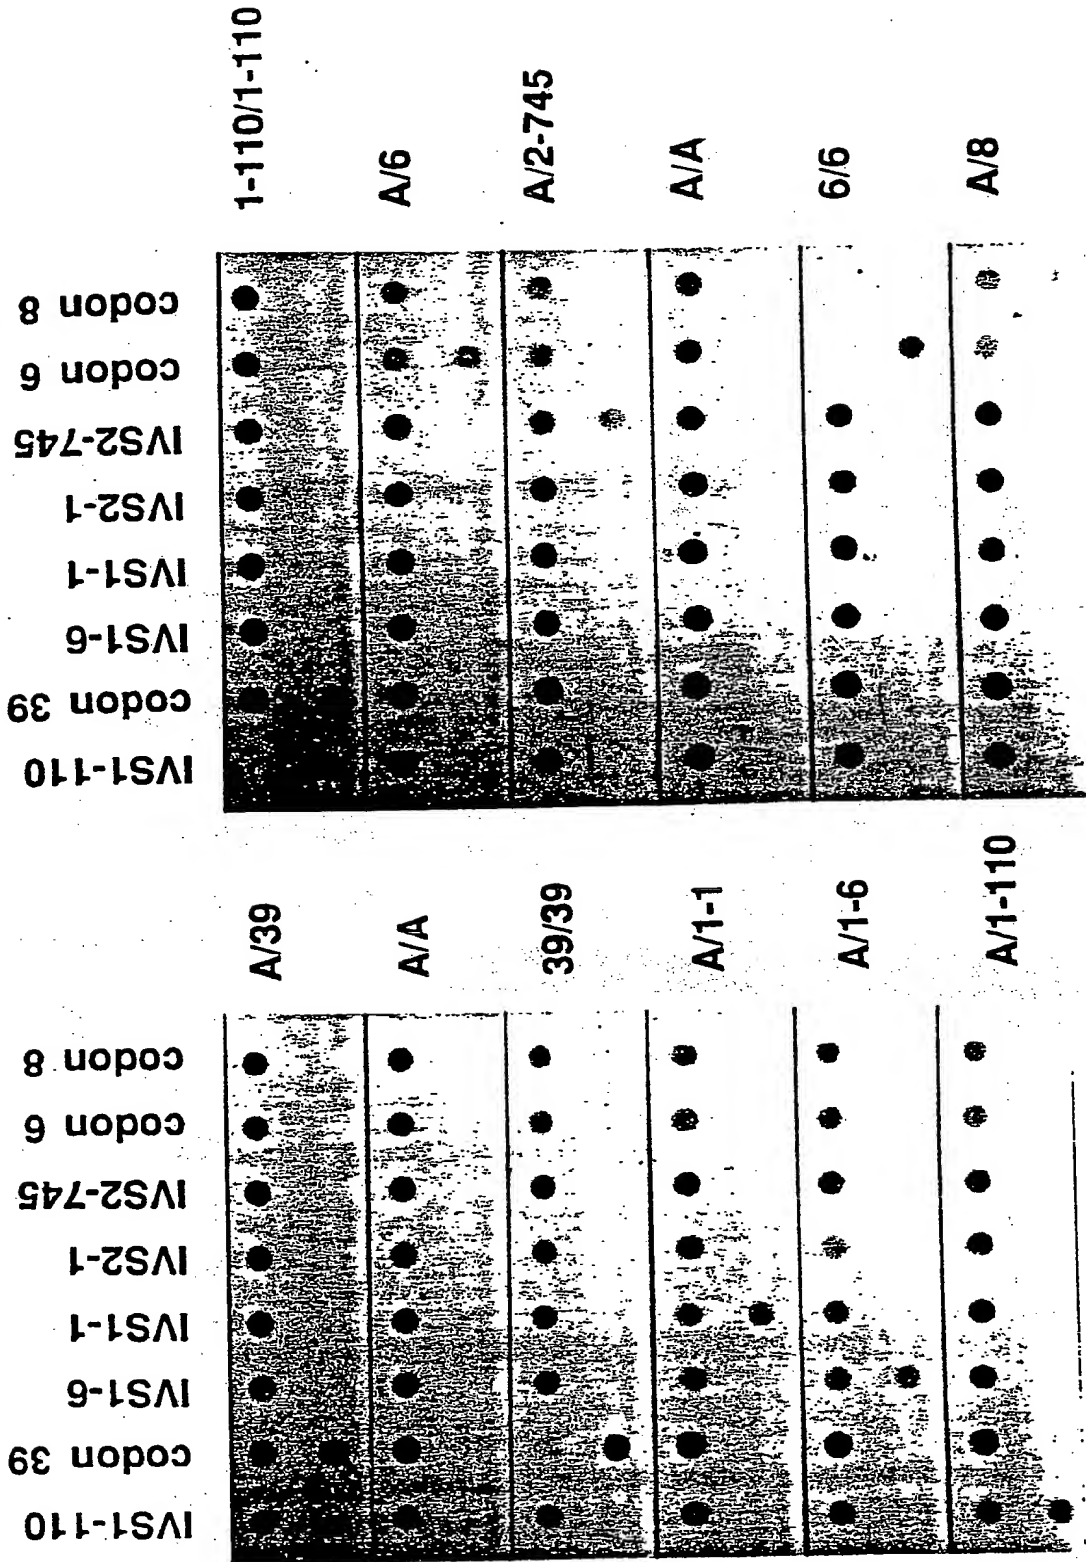 1-110/1-110
A/6
A/2-745
A/A
6/6
A/8
codon 8
codon 6
IVS2-745
IVS2-1
IVS1-1
IVS1-6
codon 39
IVS1-110
A/39
A/A
39/39
A/1-1
A/1-6
A/1-110
codon 8
codon 6
IVS2-745
IVS2-1
IVS1-1
IVS1-6
codon 39
IVS1-110